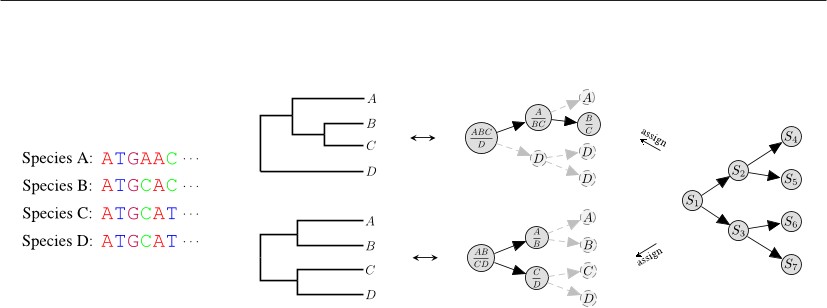 Species A: ATGAAC ···
Species B: ATGCAC ···
Species C: ATGCAT ···
Species D: ATGCAT ···
A
B
C
D
A
B
C
D
ABC/D
A/BC
B/C
A
D
D
D
AB/CD
A/B
C/D
A
B
C
D
assign
assign
S1
S2
S3
S4
S5
S6
S7